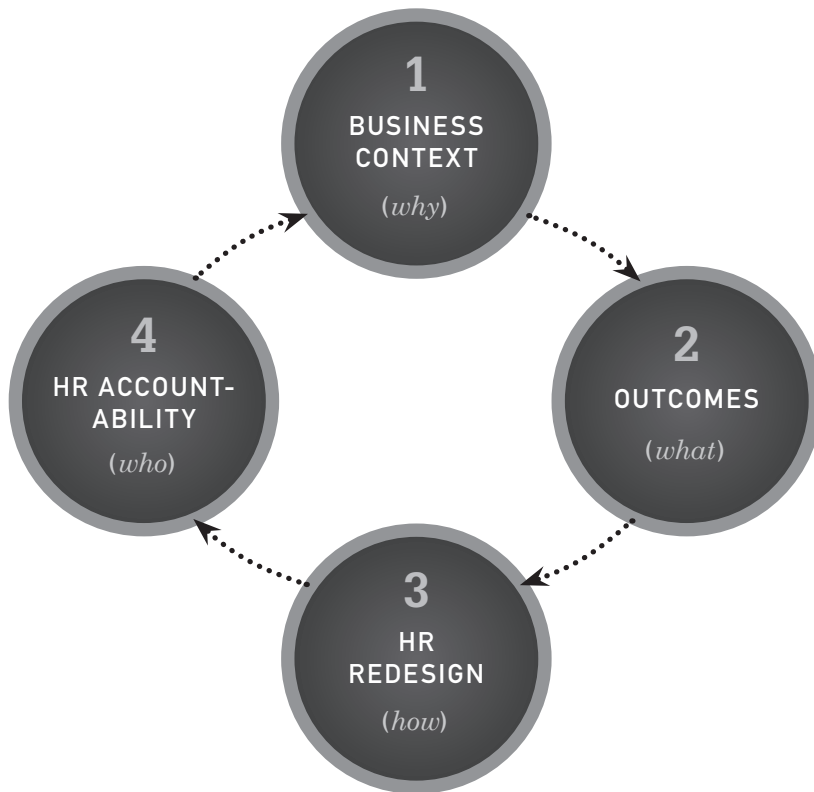 1
BUSINESS
CONTEXT
(why)
2
OUTCOMES
(what)
3
HR
REDESIGN
(how)
4
HR ACCOUNT-
ABILITY
(who)